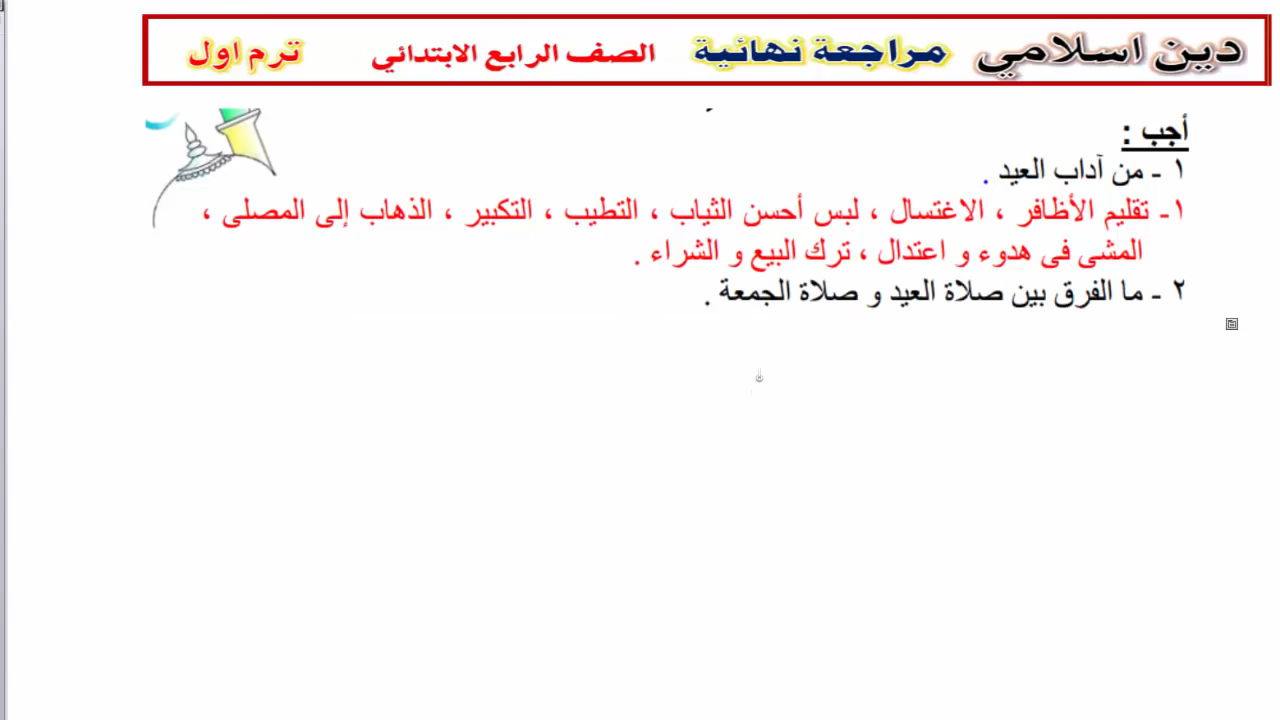 دين اسلامي مراجعة نهائية الصف الرابع الابتدائي ترم اول
أجب :
١ - من آداب العيد .
١- تقليم الأظافر ، الاغتسال ، لبس أحسن الثياب ، التطيب ، التكبير ، الذهاب إلى المصلى ،
المشى فى هدوء و اعتدال ، ترك البيع و الشراء .
٢ - ما الفرق بين صلاة العيد و صلاة الجمعة .